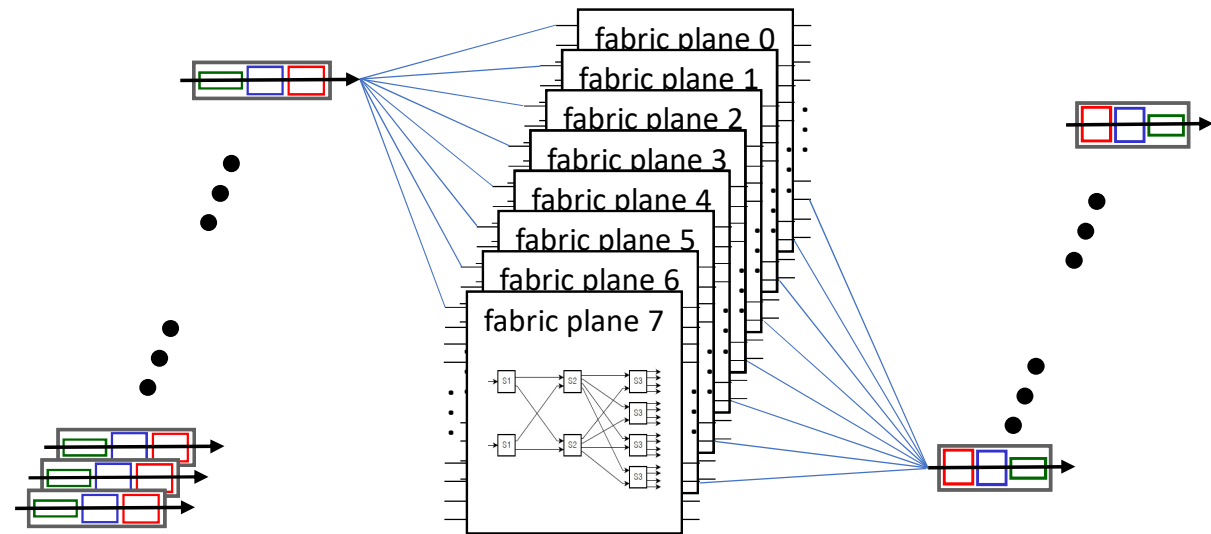 fabric plane 0
fabric plane 1
fabric plane 2
fabric plane 3
fabric plane 4
fabric plane 5
fabric plane 6
fabric plane 7
S1 S2 S3
S3
S1 S2 S3
S3